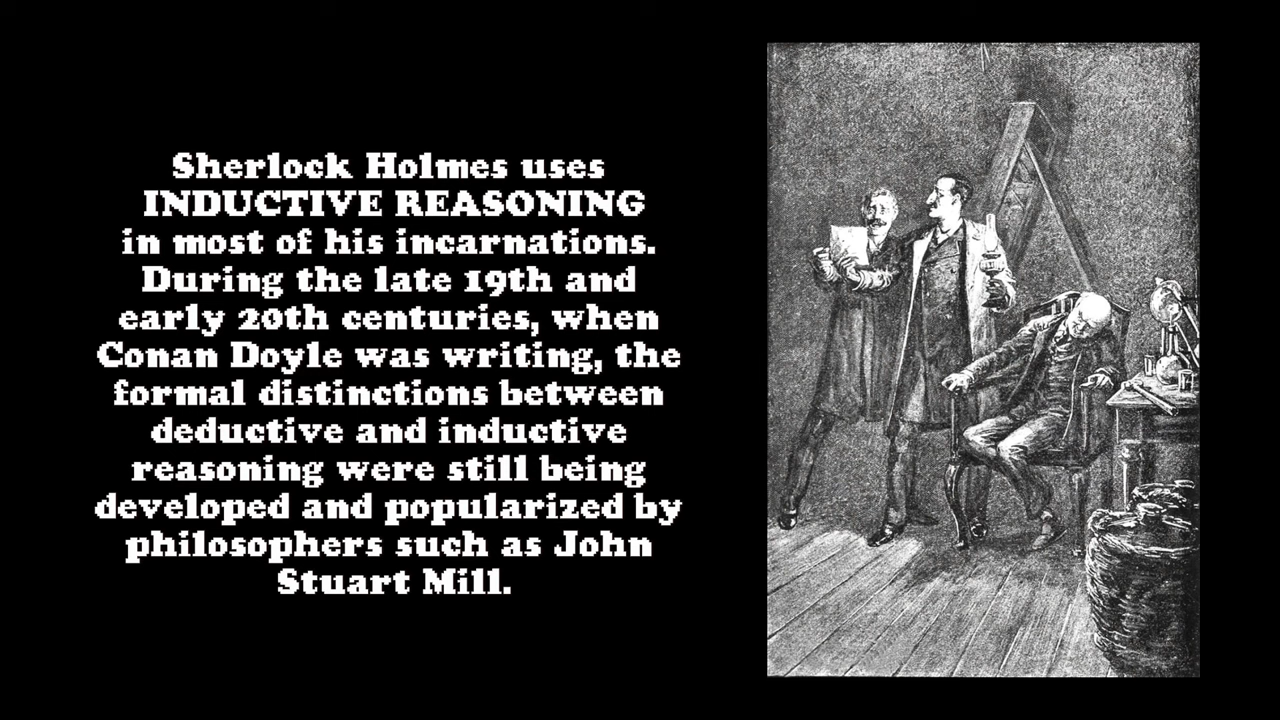 Sherlock Holmes uses
INDUCTIVE REASONING
in most of his incarnations.
During the late 19th and
early 20th centuries, when
Conan Doyle was writing, the
formal distinctions between
deductive and inductive
reasoning were still being
developed and popularized by
philosophers such as John
Stuart Mill.